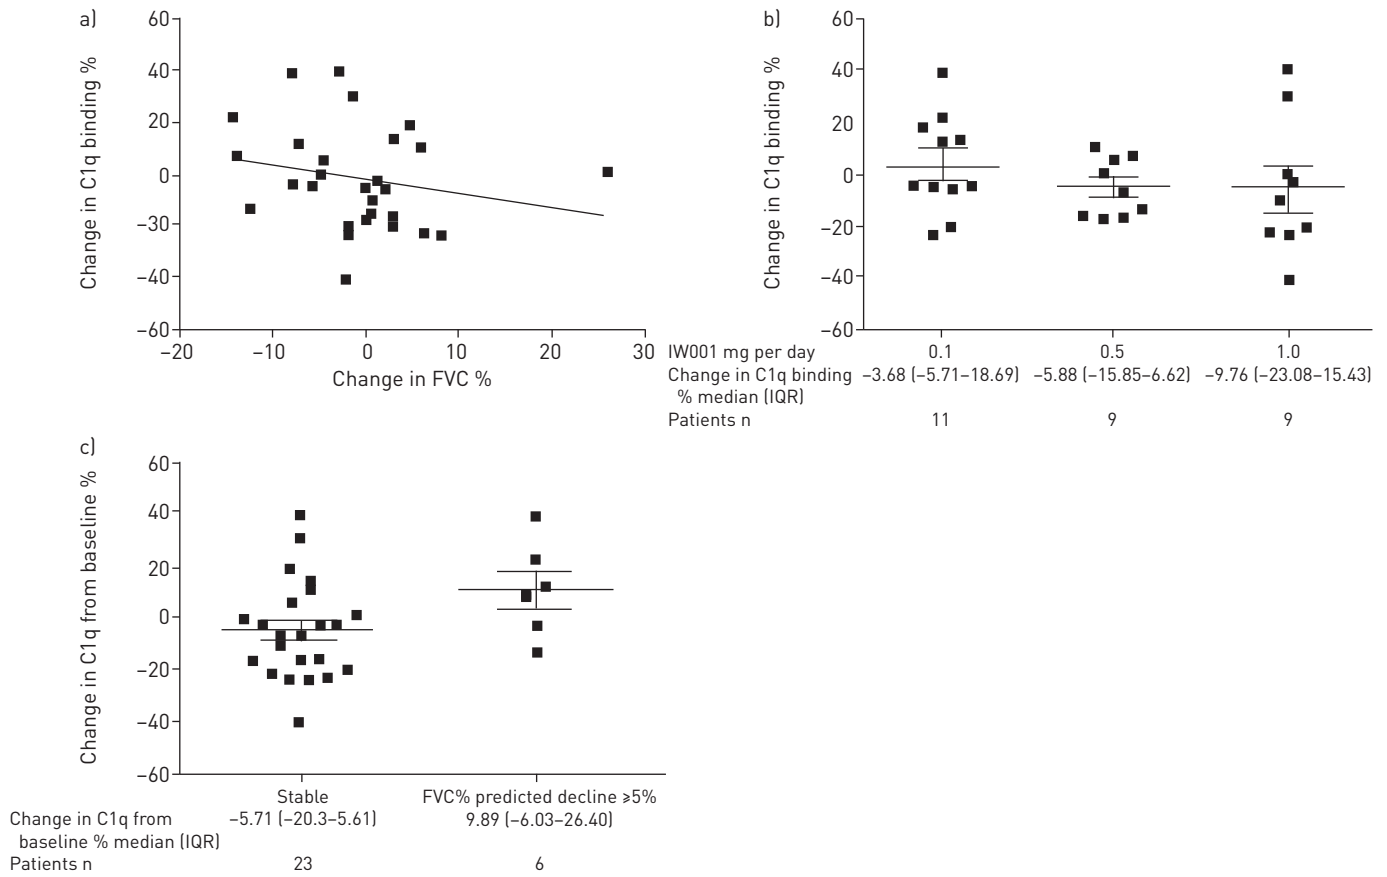 a)
60
40
20
0
−30
−40
−60
Change in C1q binding %
−20 −10 0 10 20 30
Change in FVC %
b)
60
40
20
0
−20
−40
−60
Change in C1q binding %
IW001 mg per day 0.1 0.5 1.0
Change in C1q binding −3.68 (−5.71–18.69) −5.88 (−15.85–6.62) −9.76 (−23.08–15.43)
% median (IQR)
Patients n 11 9 9
c)
60
40
20
0
−20
−40
−60
Change in C1q from baseline %
Stable FVC% predicted decline ≥5%
Change in C1q from −5.71 (−20.3–5.61) 9.89 (−6.03–26.40)
baseline % median (IQR)
Patients n 23 6